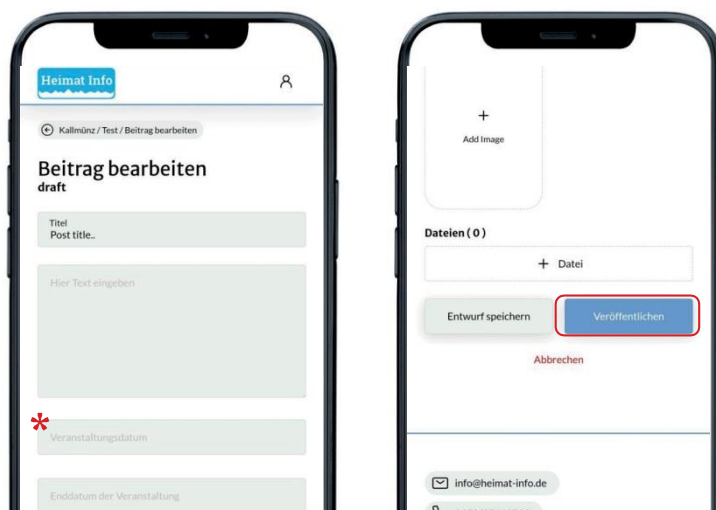 Heimat Info
Kallmünz / Test / Beitrag bearbeiten
Beitrag bearbeiten
draft
Titel
Post title..
Hier Text eingeben
*
Veranstaltungsdatum
Enddatum der Veranstaltung
+
Add Image
Dateien ( 0 )
+ Datei
Entwurf speichern
Veröffentlichen
Abbrechen
info@heimat-info.de